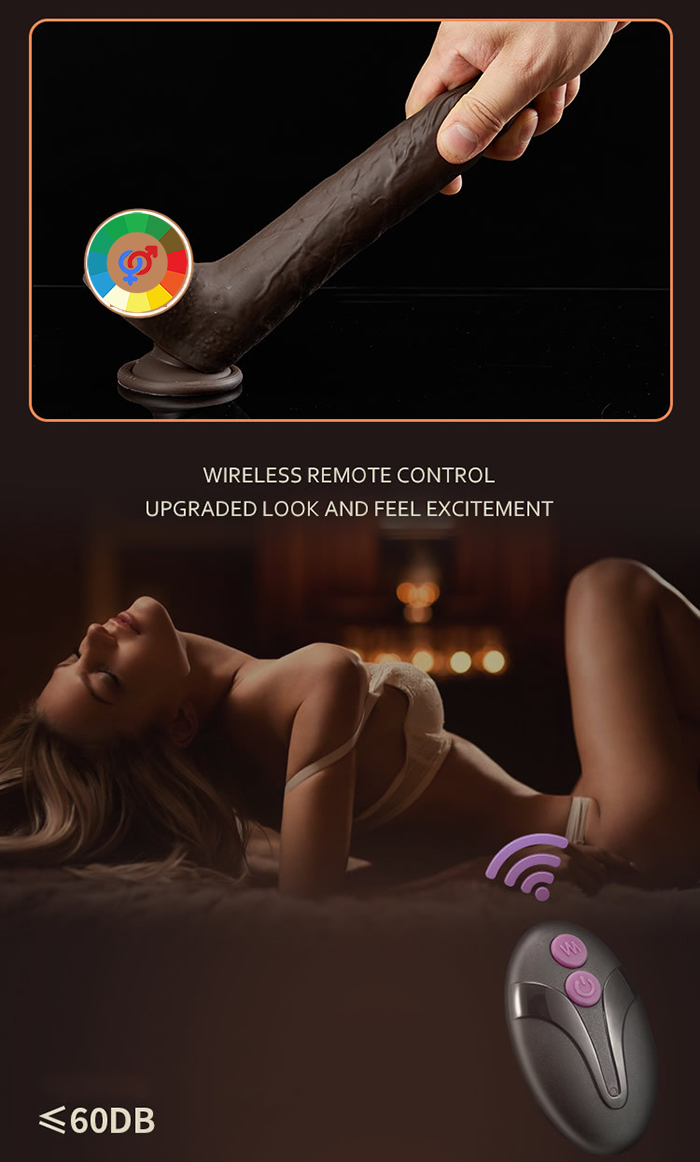 WIRELESS REMOTE CONTROL
UPGRADED LOOK AND FEEL EXCITEMENT
≤60DB